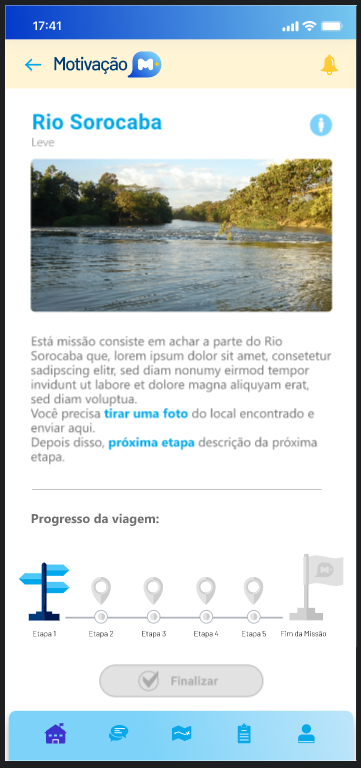 17:41
Motivação M
Rio Sorocaba
Leve
Está missão consiste em achar a parte do Rio
Sorocaba que, lorem ipsum dolor sit amet, consetetur
sadipscing elitr, sed diam nonumy eirmod tempor
invidunt ut labore et dolore magna aliquyam erat,
sed diam voluptua.
Você precisa tirar uma foto do local encontrado e
enviar aqui.
Depois disso, próxima etapa descrição da próxima
etapa.
Progresso da viagem:
M
Etapa 1 Etapa 2 Etapa 3 Etapa 4 Etapa 5 Fim da Missão
Finalizar